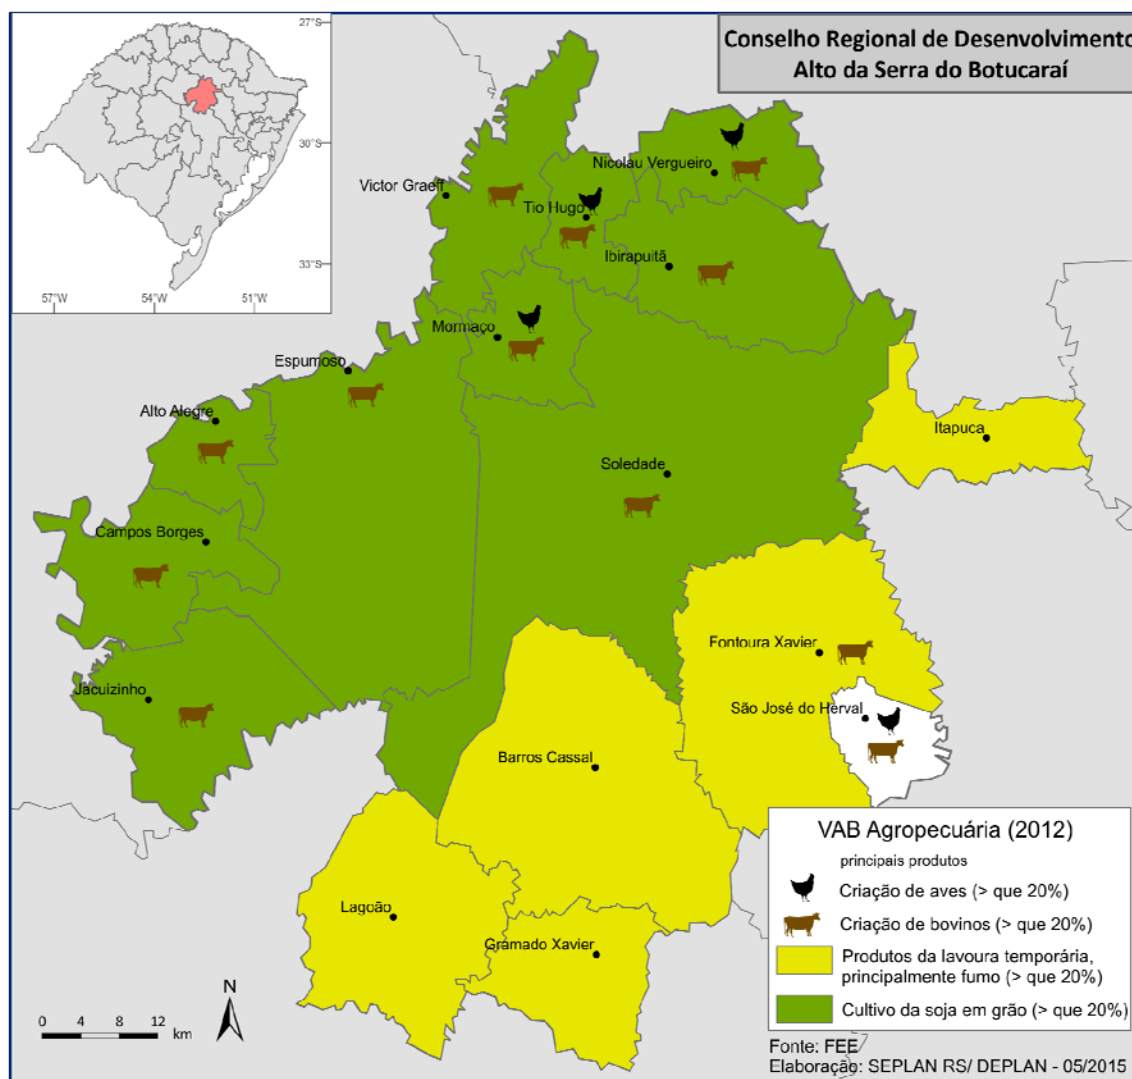 Conselho Regional de Desenvolvimento
Alto da Serra do Botucaraí
27°S
30°S
33°S
57°W
54°W
51°W
Nicolau Vergueiro
Victor Graeff
Tio Hugo
Ibirapuitã
Mormaço
Espumoso
Alto Alegre
Itapuca
Soledade
Campos Borges
Fontoura Xavier
Jacuizinho
São José do Herval
Barros Cassal
Lagoão
Gramado Xavier
VAB Agropecuária (2012)
principais produtos
Criação de aves (> que 20%)
Criação de bovinos (> que 20%)
Produtos da lavoura temporária,
principalmente fumo (> que 20%)
Cultivo da soja em grão (> que 20%)
N
0 4 8 12
km
Fonte: FEE
Elaboração: SEPLAN RS/ DEPLAN - 05/2015